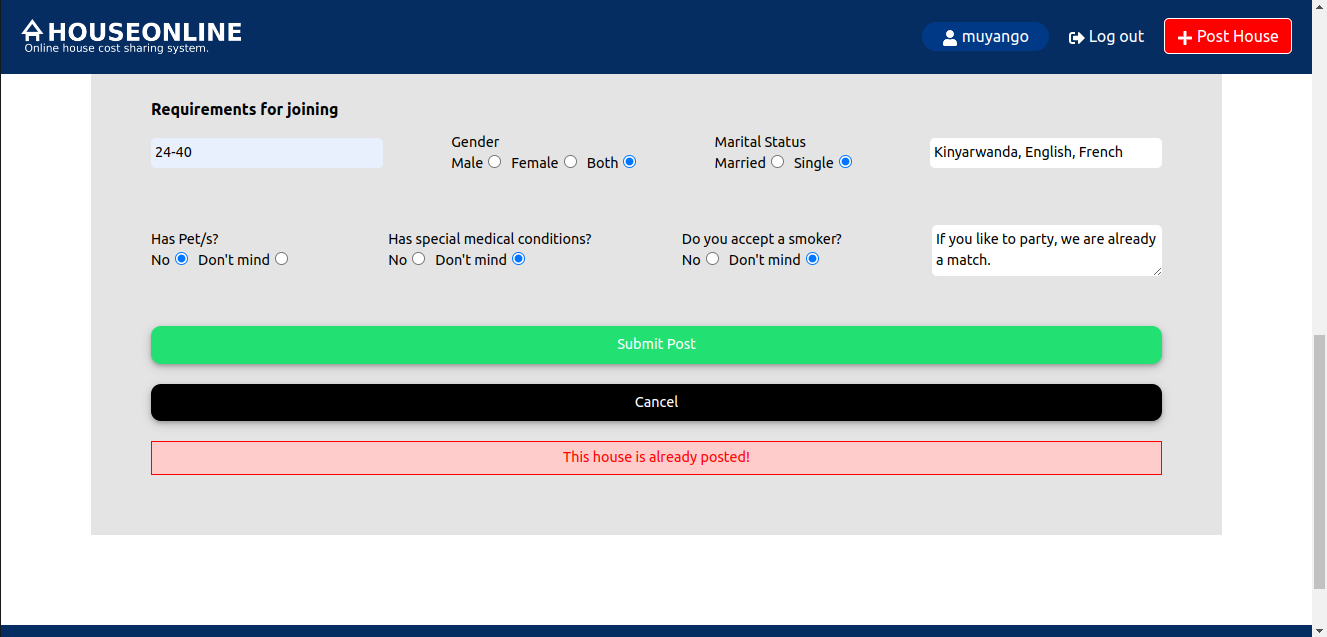 HOUSEONLINE
Online house cost sharing system.
muyango
Log out
Post House
Requirements for joining
24-40
Gender
Male Female Both
Marital Status
Married Single
Kinyarwanda, English, French
Has Pet/s?
No Don't mind
Has special medical conditions?
No Don't mind
Do you accept a smoker?
No Don't mind
If you like to party, we are already
a match.
Submit Post
Cancel
This house is already posted!